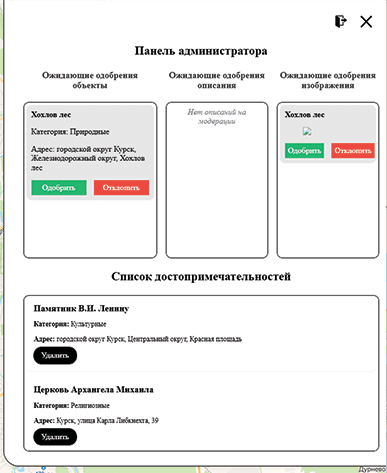 Панель администратора
Ожидающие одобрения
объекты
Ожидающие одобрения
описания
Ожидающие одобрения
изображения
Хохлов лес
Категория: Природные
Адрес: городской округ Курск,
Железнодорожный округ, Хохлов
лес
Одобрить
Отклонить
Нет описаний на
модерации
Хохлов лес
Одобрить
Отклонить
Список достопримечательностей
Памятник В.И. Ленину
Категория: Культурные
Адрес: городской округ Курск, Центральный округ, Красная площадь
Удалить
Церковь Архангела Михаила
Категория: Религиозные
Адрес: Курск, улица Карла Либкнехта, 39
Удалить
Дурнево